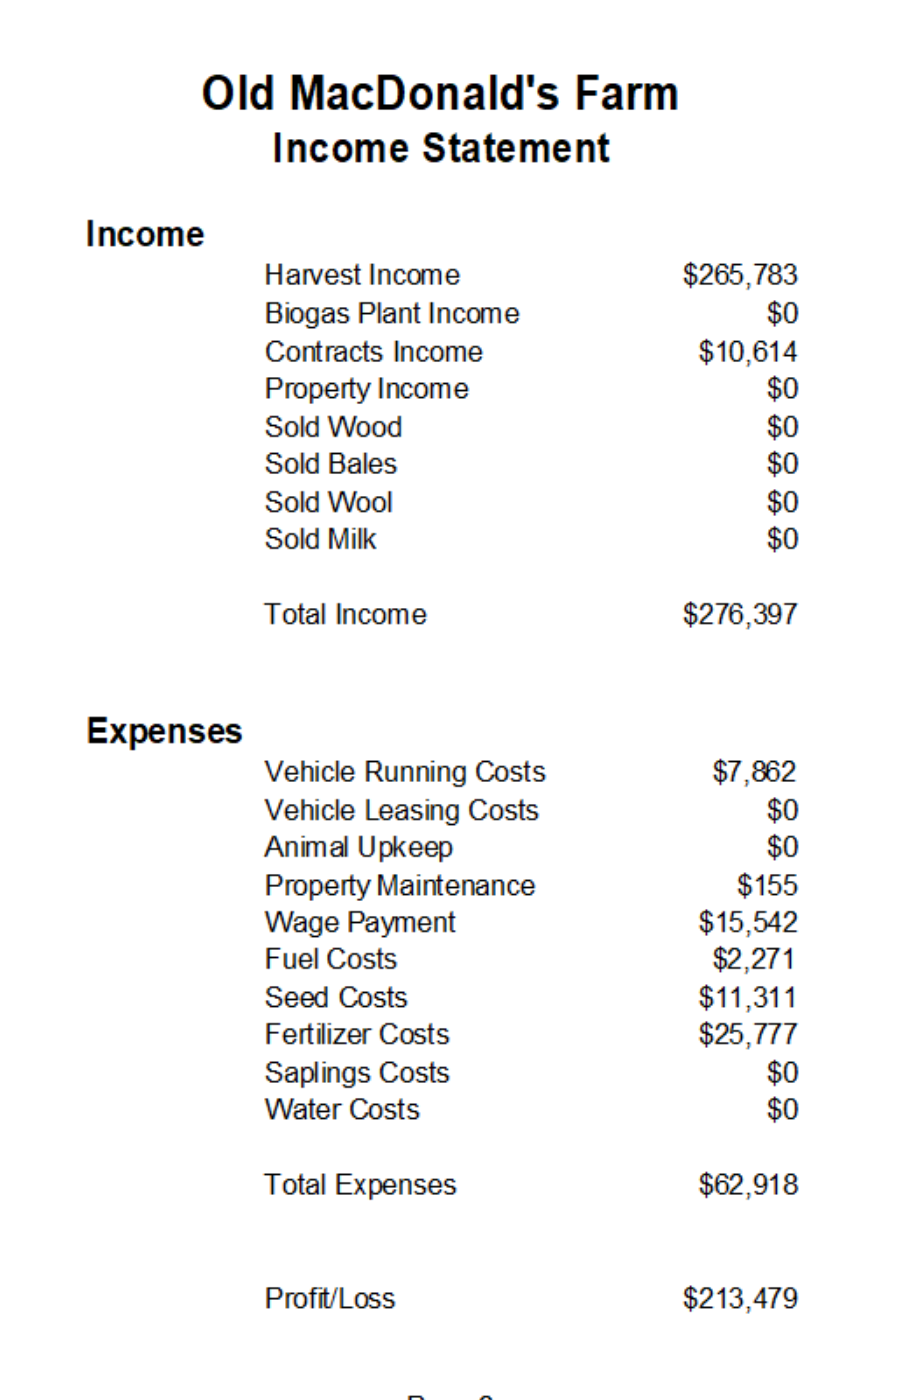 Old MacDonald's Farm
Income Statement
Income
Harvest Income $265,783
Biogas Plant Income $0
Contracts Income $10,614
Property Income $0
Sold Wood $0
Sold Bales $0
Sold Wool $0
Sold Milk $0
Total Income $276,397
Expenses
Vehicle Running Costs $7,862
Vehicle Leasing Costs $0
Animal Upkeep $0
Property Maintenance $155
Wage Payment $15,542
Fuel Costs $2,271
Seed Costs $11,311
Fertilizer Costs $25,777
Saplings Costs $0
Water Costs $0
Total Expenses $62,918
Profit/Loss $213,479